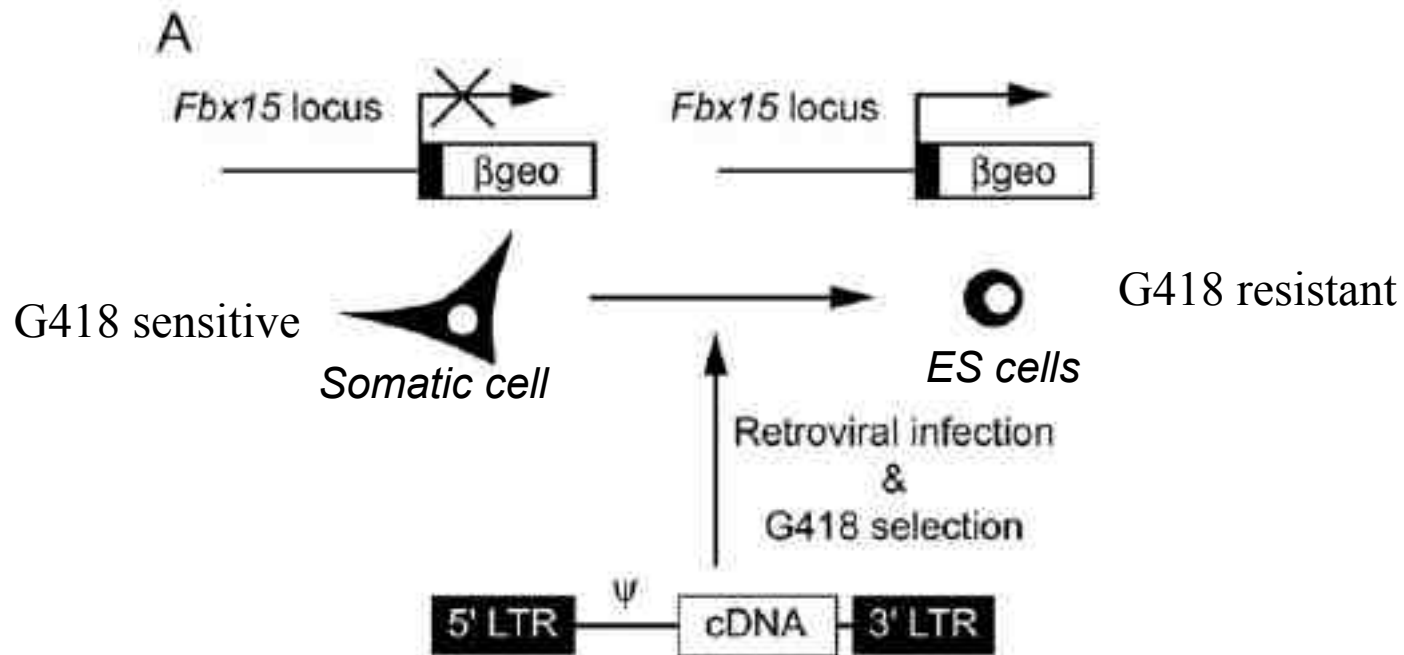 A
Fbx15 locus
βgeo
Fbx15 locus
βgeo
G418 sensitive
Somatic cell
ES cells
G418 resistant
Retroviral infection
&
G418 selection
5' LTR
ψ
cDNA
3' LTR